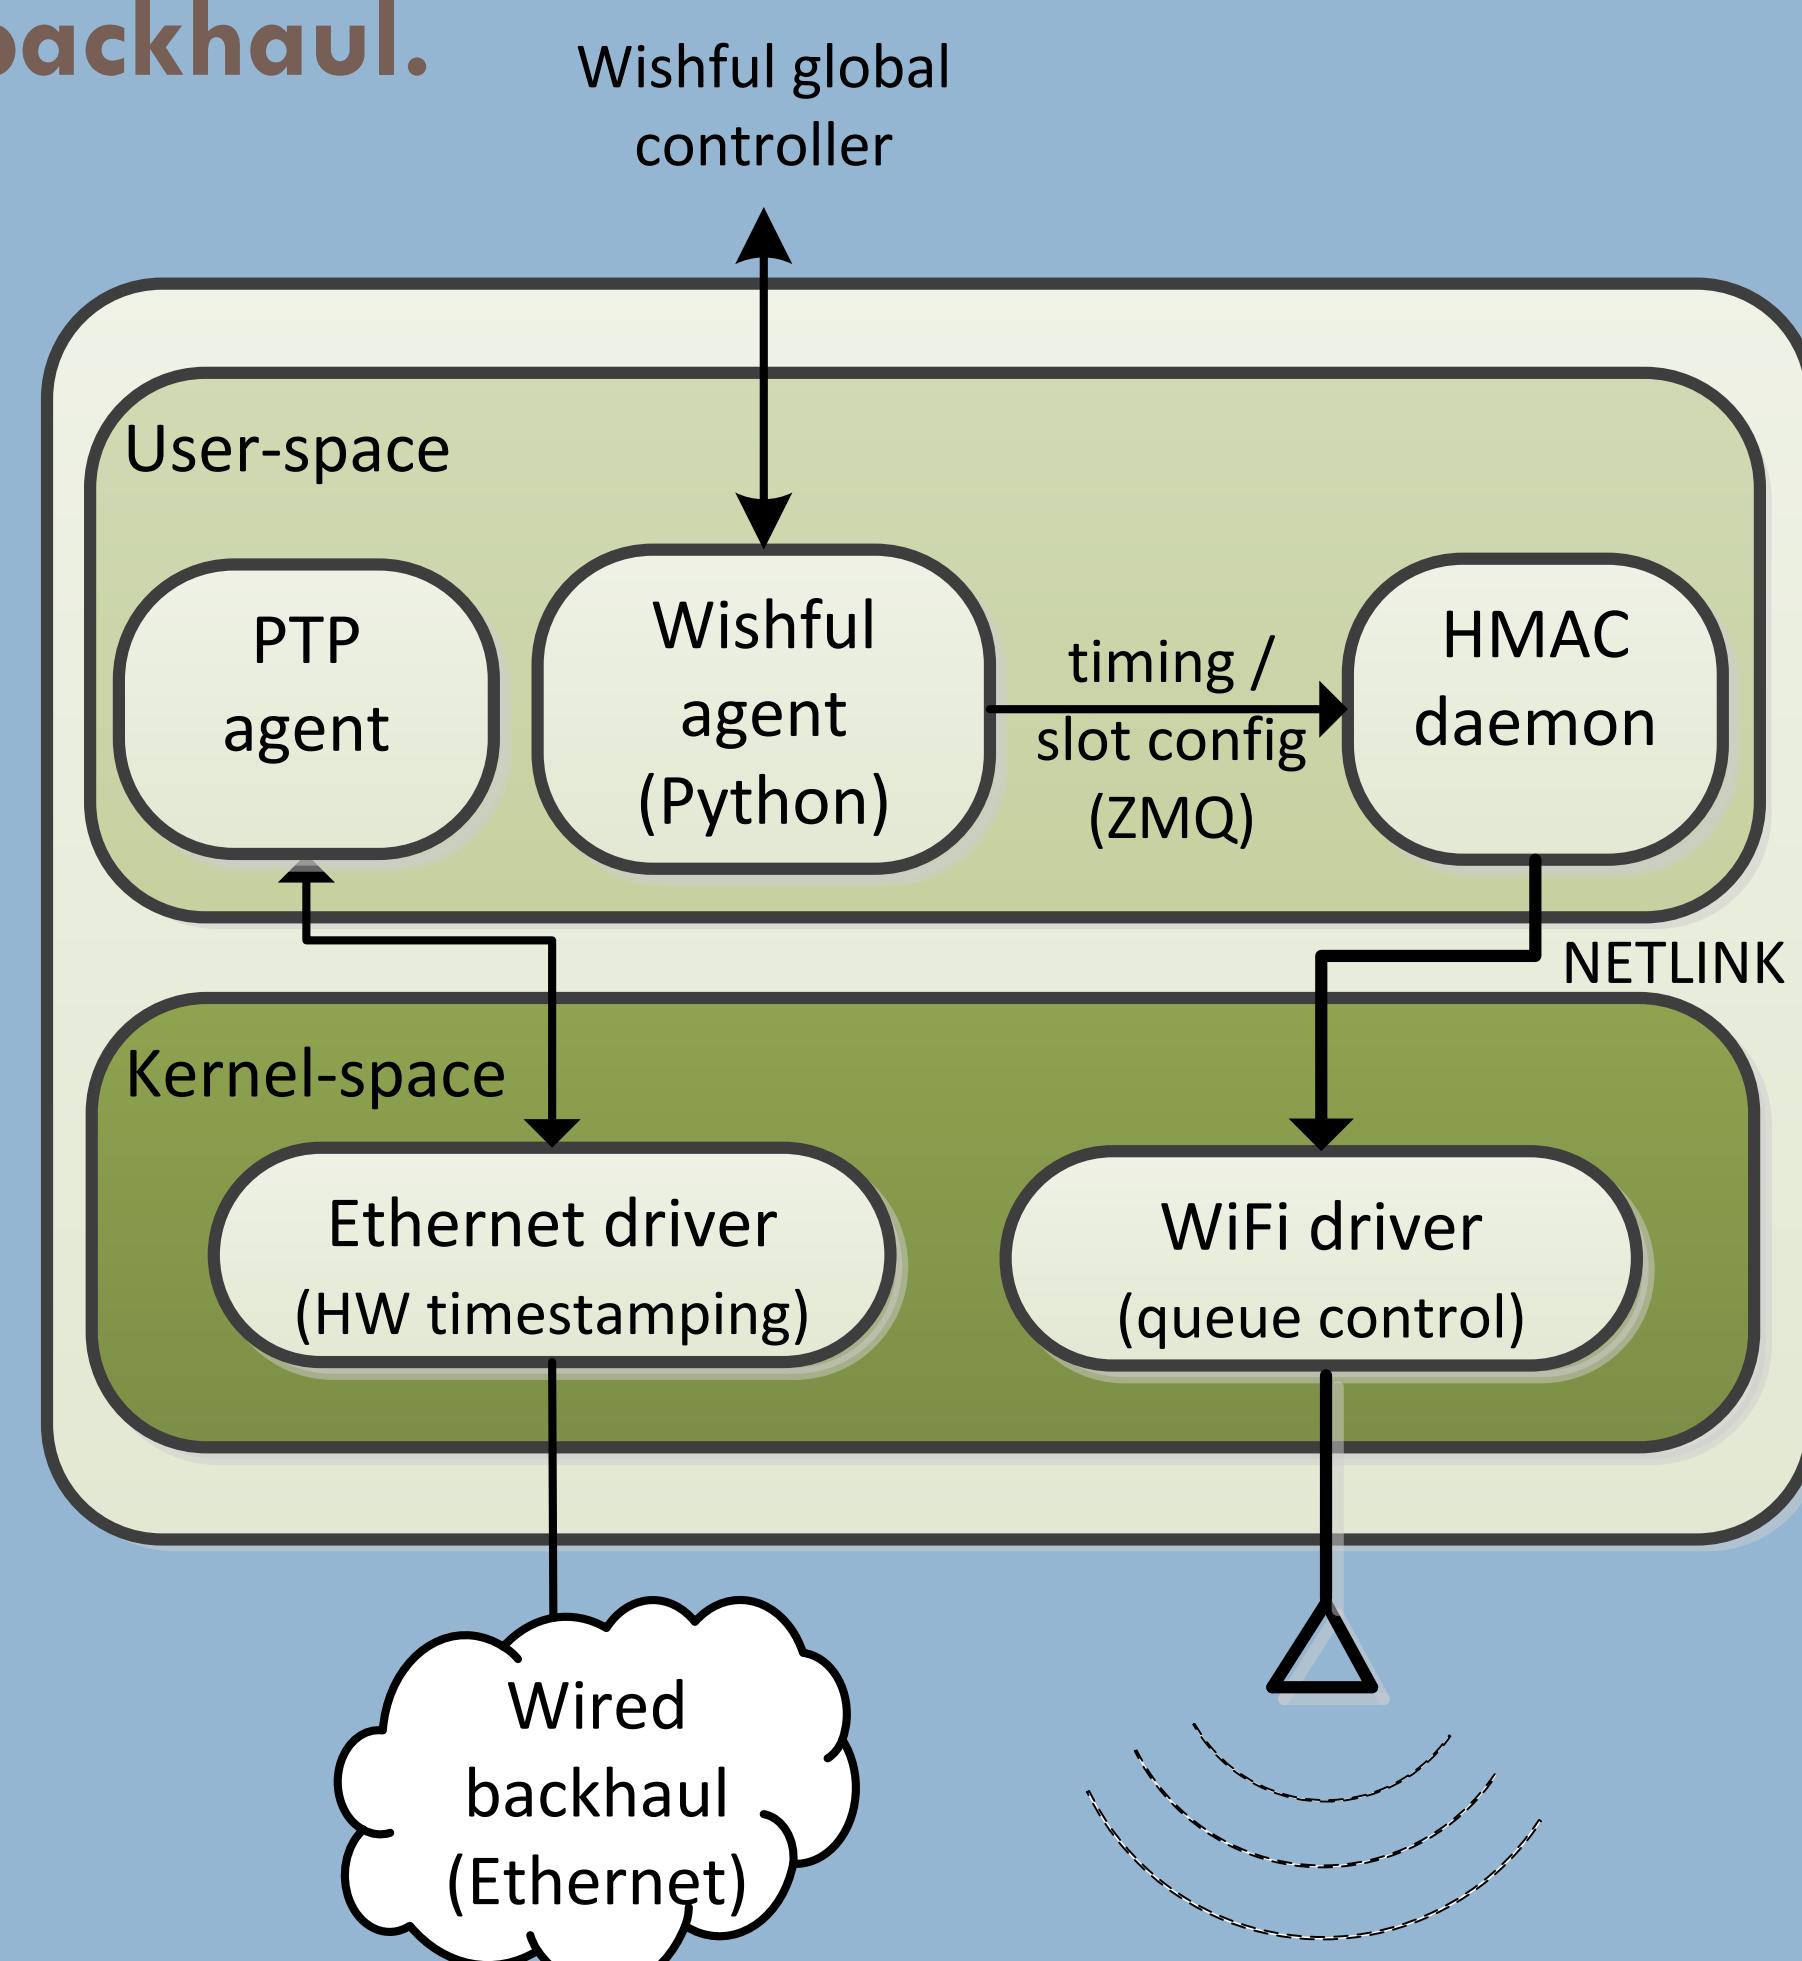 backhaul.
Wishful global
controller
User-space
PTP
agent
Wishful
agent
(Python)
timing /
slot config
(ZMQ)
HMAC
daemon
NETLINK
Kernel-space
Ethernet driver
(HW timestamping)
WiFi driver
(queue control)
Wired
backhaul
(Ethernet)